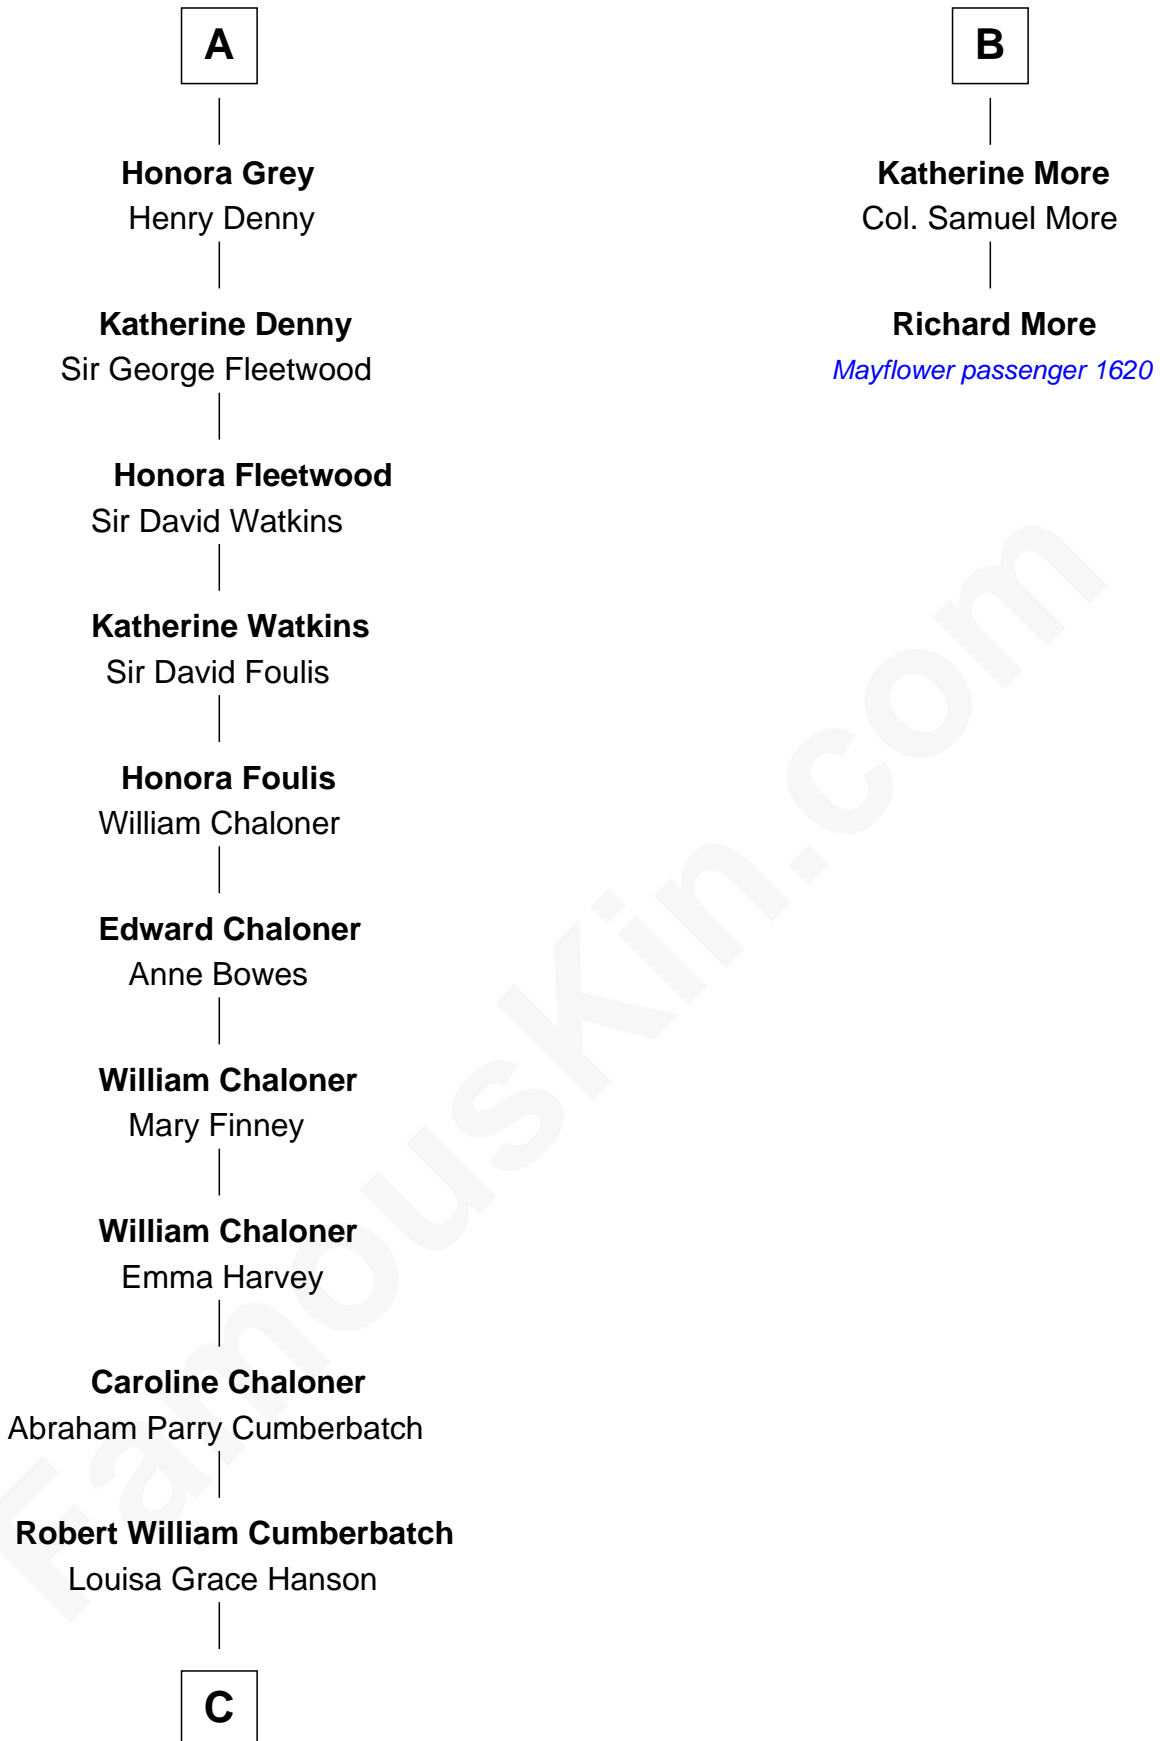 A
Honora Grey
Henry Denny
Katherine Denny
Sir George Fleetwood
Honora Fleetwood
Sir David Watkins
Katherine Watkins
Sir David Foulis
Honora Foulis
William Chaloner
Edward Chaloner
Anne Bowes
William Chaloner
Mary Finney
William Chaloner
Emma Harvey
Caroline Chaloner
Abraham Parry Cumberbatch
Robert William Cumberbatch
Louisa Grace Hanson
C
B
Katherine More
Col. Samuel More
Richard More
Mayflower passenger 1620
FamousKin.com